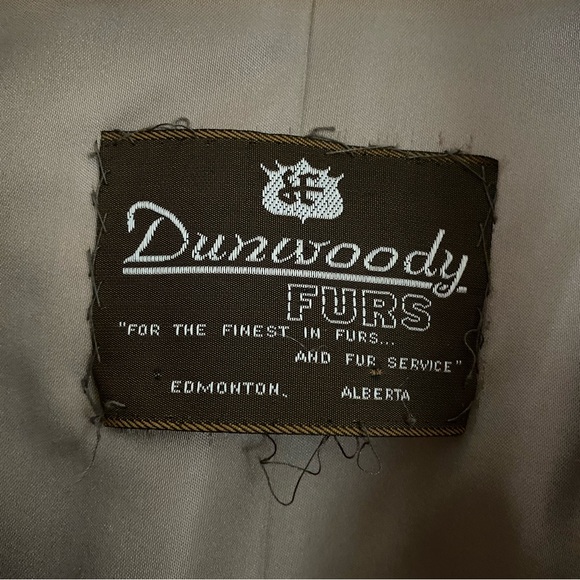 Dunwoody
FURS
"FOR THE FINEST IN FURS...
AND FUR SERVICE"
EDMONTON, ALBERTA